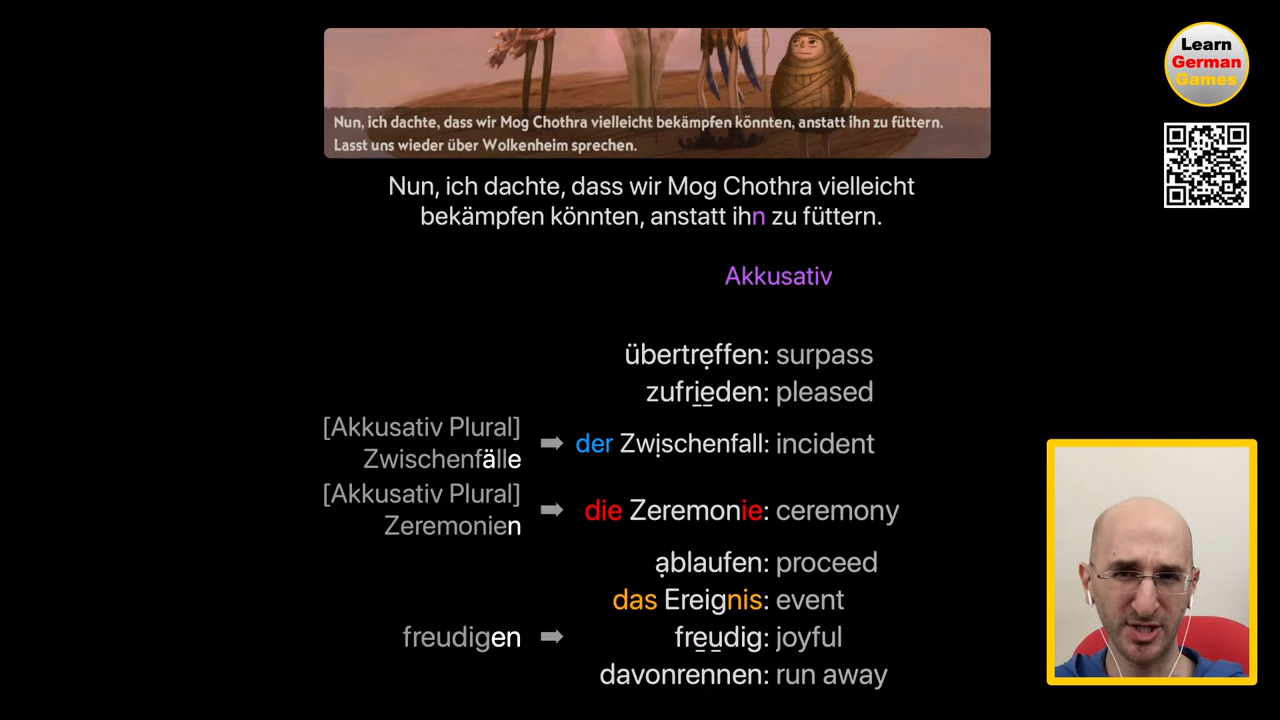 Nun, ich dachte, dass wir Mog Chothra vielleicht bekämpfen könnten, anstatt ihn zu füttern.
Lasst uns wieder über Wolkenheim sprechen.
Learn
German
Games
Nun, ich dachte, dass wir Mog Chothra vielleicht
bekämpfen könnten, anstatt ihn zu füttern.
Akkusativ
übertreffen: surpass
zufrieden: pleased
[Akkusativ Plural]
Zwischenfälle ➡ der Zwischenfall: incident
[Akkusativ Plural]
Zeremonien ➡ die Zeremonie: ceremony
ablaufen: proceed
das Ereignis: event
freudigen ➡ freudig: joyful
davonrennen: run away